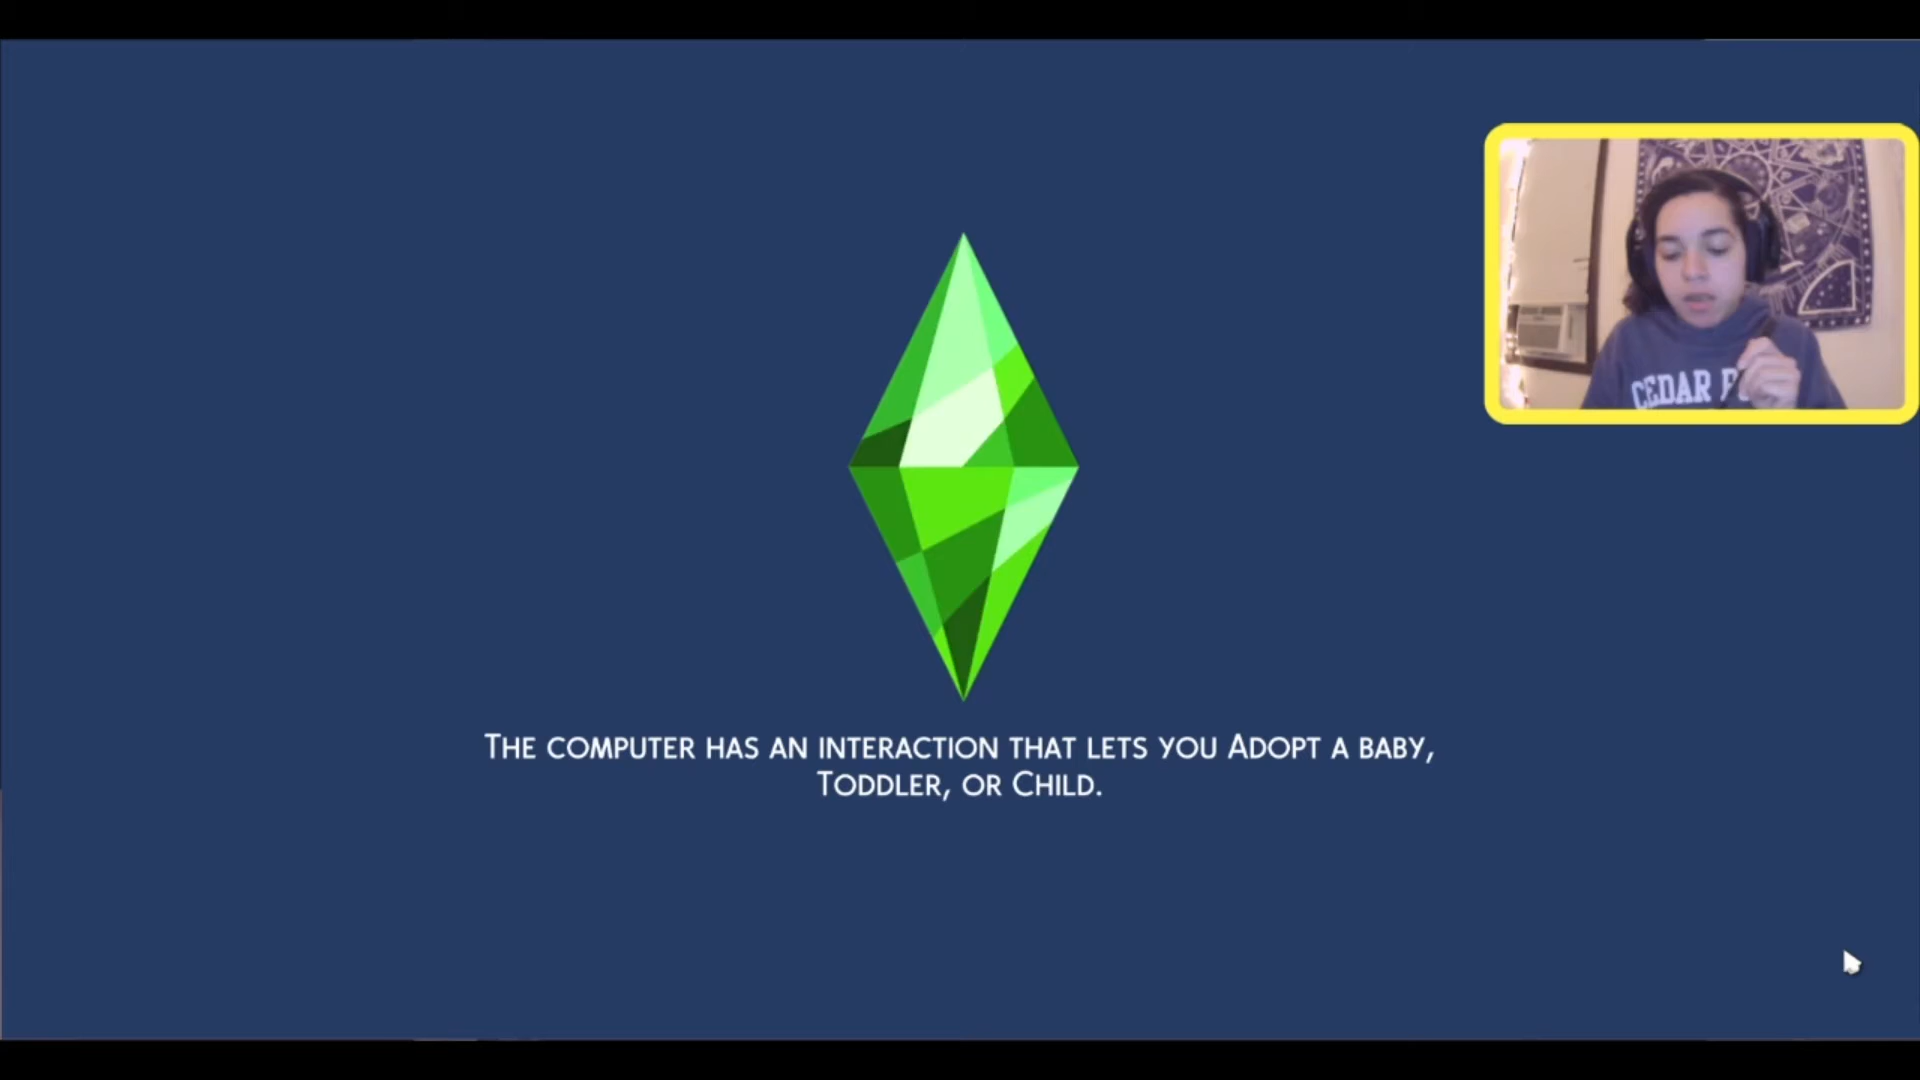 CEDAR
THE COMPUTER HAS AN INTERACTION THAT LETS YOU ADOPT A BABY,
TODDLER, OR CHILD.